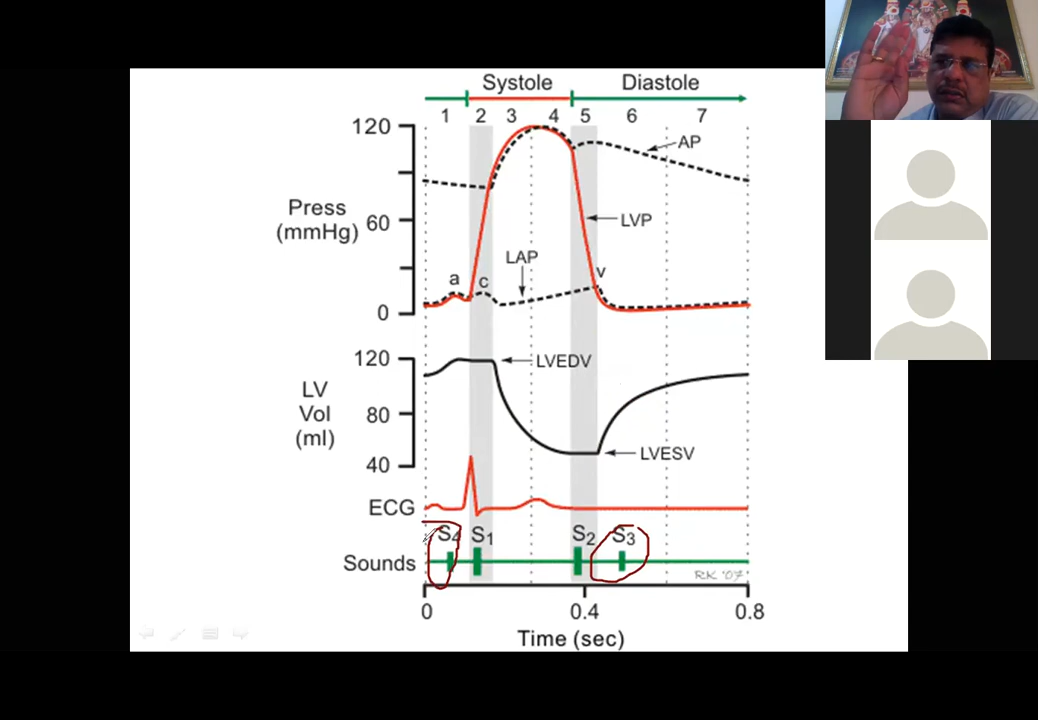 Systole Diastole
1 2 3 4 5 6 7
120
AP
Press
(mmHg)
60
LVP
LAP
a c v
0
120
LVEDV
LV
Vol
(ml)
80
LVESV
40
ECG
S4 S1 S2 S3
Sounds
RK '07
0 0.4 0.8
Time (sec)